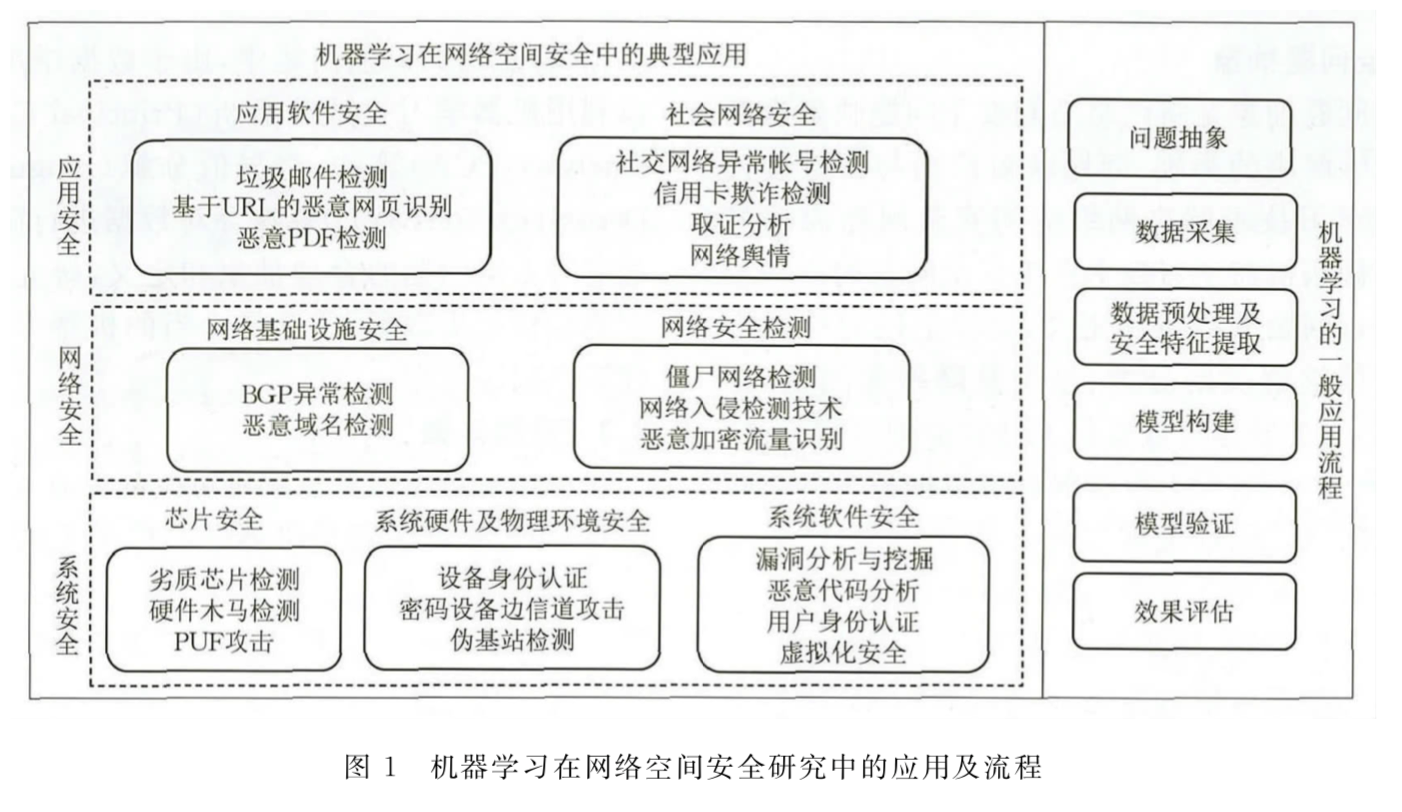 机器学习在网络空间安全中的典型应用
应用安全
应用软件安全
垃圾邮件检测
基于URL的恶意网页识别
恶意PDF检测
社会网络安全
社交网络异常帐号检测
信用卡欺诈检测
取证分析
网络舆情
网络安全
网络基础设施安全
BGP异常检测
恶意域名检测
网络安全检测
僵尸网络检测
网络入侵检测技术
恶意加密流量识别
系统安全
芯片安全
劣质芯片检测
硬件木马检测
PUF攻击
系统硬件及物理环境安全
设备身份认证
密码设备边信道攻击
伪基站检测
系统软件安全
漏洞分析与挖掘
恶意代码分析
用户身份认证
虚拟化安全
问题抽象
数据采集
数据预处理及
安全特征提取
模型构建
模型验证
效果评估
机器学习的一般应用流程
图 1 机器学习在网络空间安全研究中的应用及流程